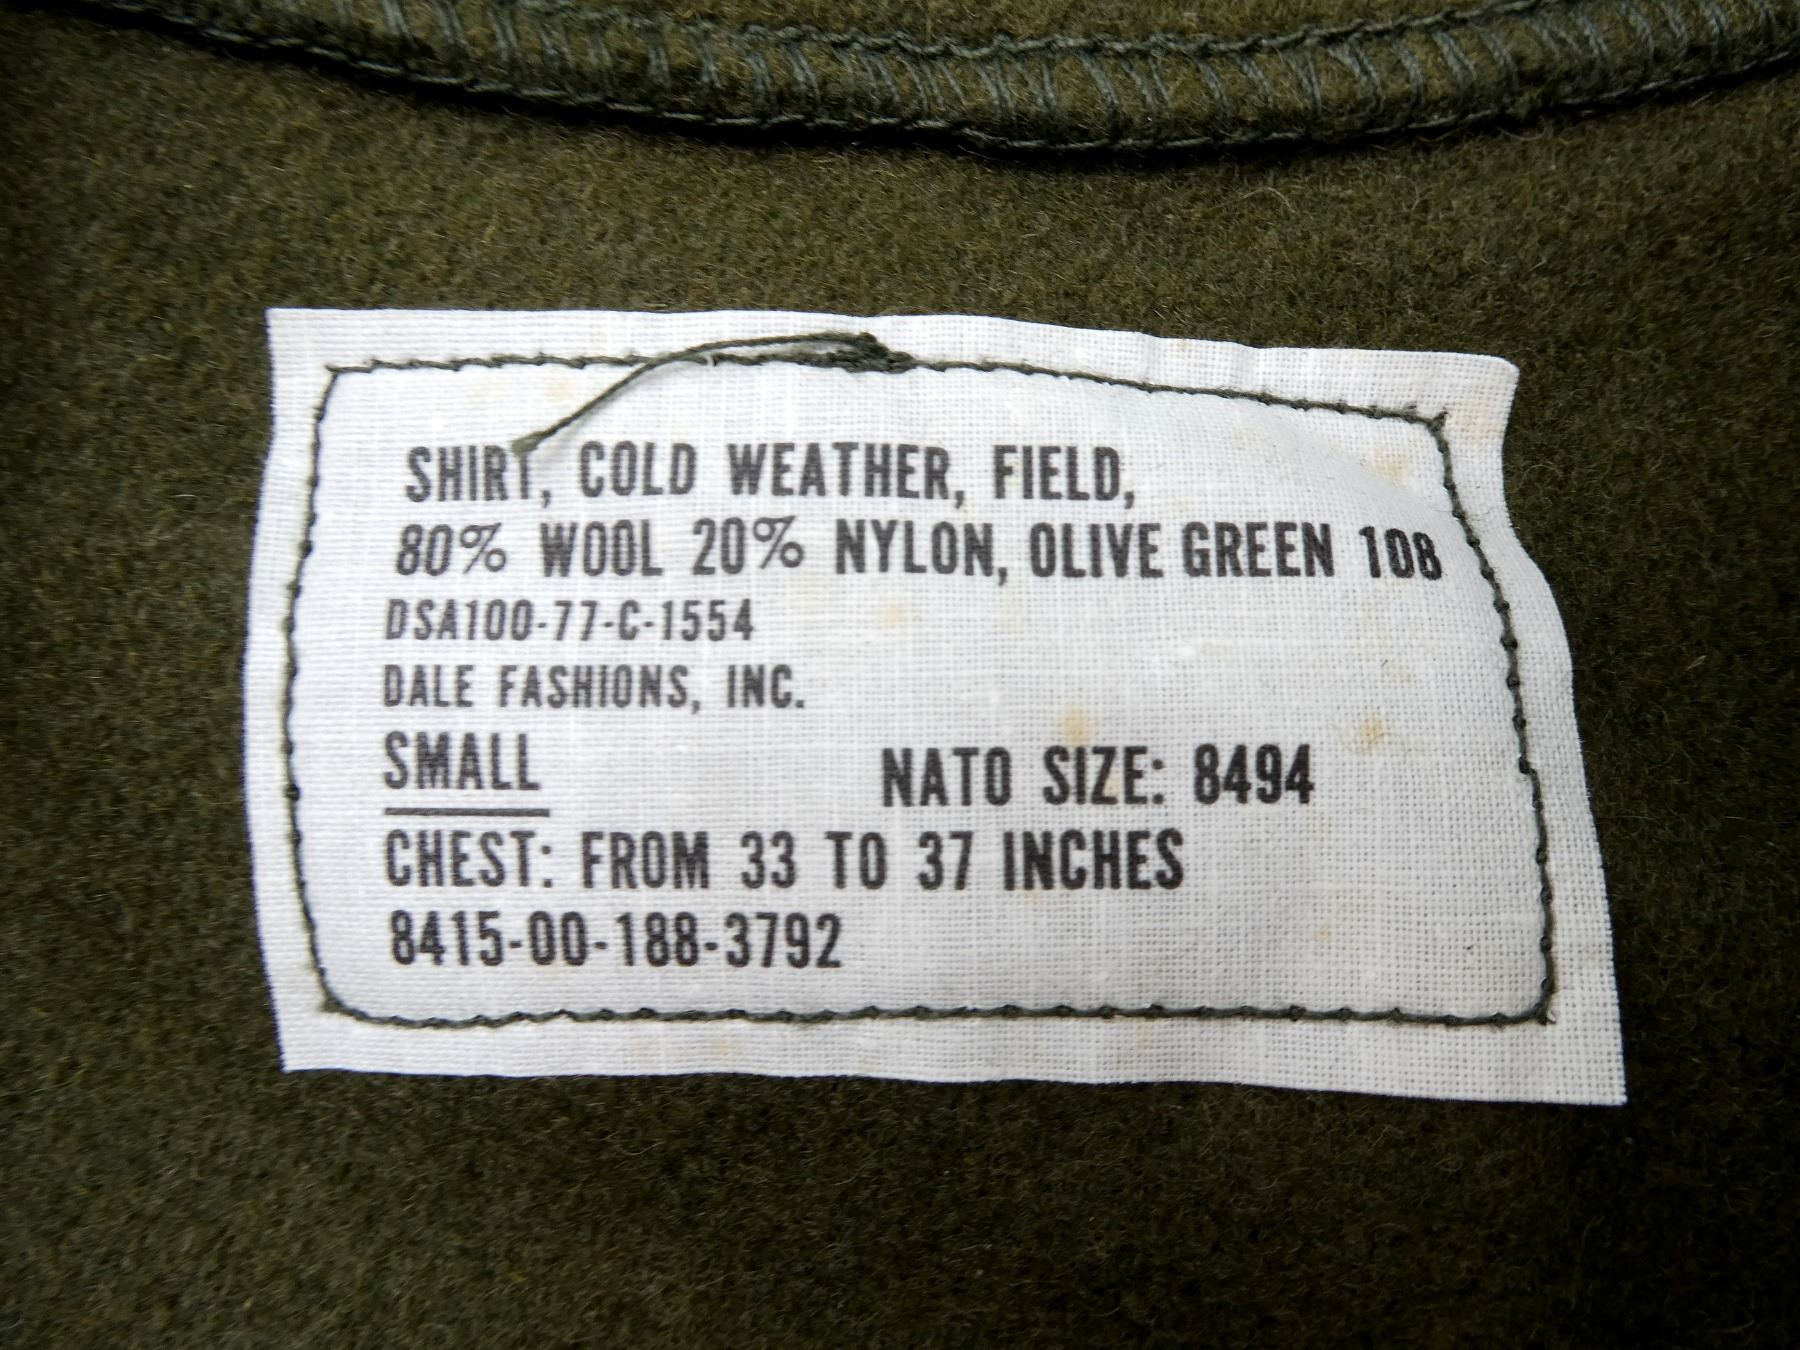 SHIRT, COLD WEATHER, FIELD,
80% WOOL 20% NYLON, OLIVE GREEN 108
DSA100-77-C-1554
DALE FASHIONS, INC.
SMALL NATO SIZE: 8494
CHEST: FROM 33 TO 37 INCHES
8415-00-188-3792